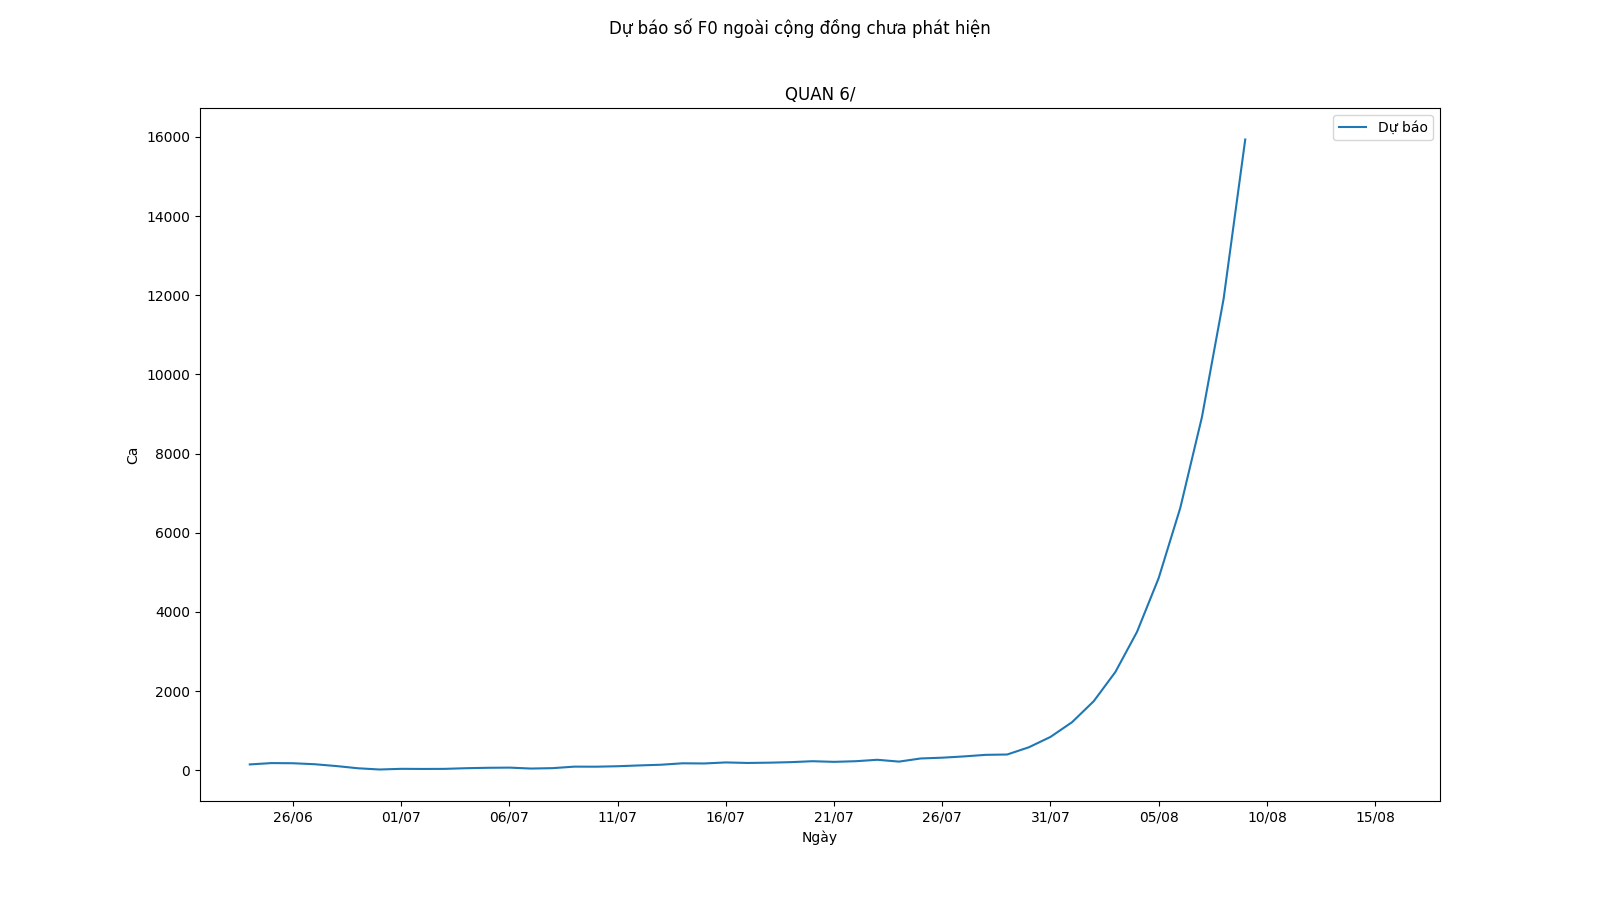 Dự báo số F0 ngoài cộng đồng chưa phát hiện
QUAN 6/
Dự báo
16000
14000
12000
10000
8000
6000
4000
2000
0
Ca
26/06 01/07 06/07 11/07 16/07 21/07 26/07 31/07 05/08 10/08 15/08
Ngày